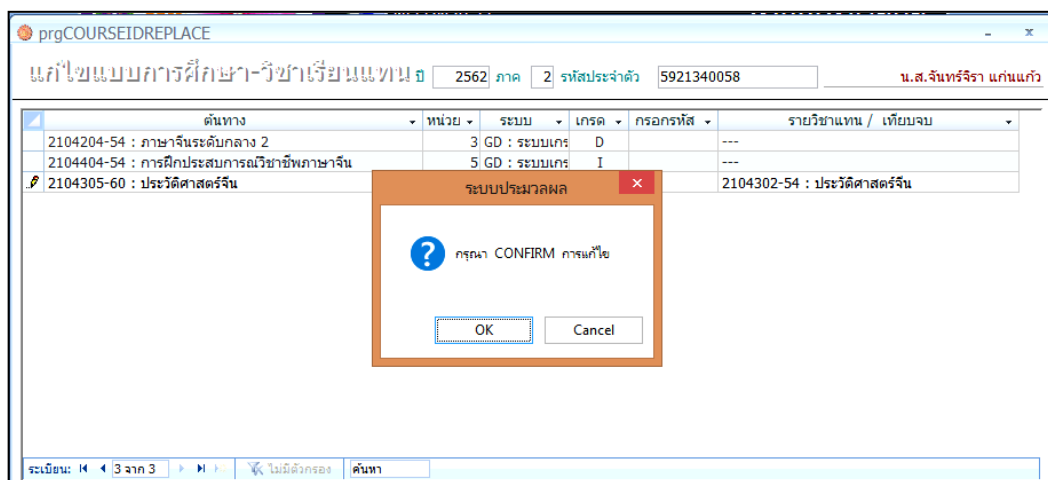 prgCOURSEIDREPLACE
แก้ไขแบบการศึกษา-วิชาเรียนแทน ปี 2562 ภาค 2 รหัสประจำตัว 5921340058 น.ส.จันทร์จิรา แก่นแก้ว
ต้นทาง หน่วย ระบบ เกรด กรอกรหัส รายวิชาแทน / เทียบจบ
2104204-54 : ภาษาจีนระดับกลาง 2 3 GD : ระบบเกร D ---
2104404-54 : การฝึกประสบการณ์วิชาชีพภาษาจีน 5 GD : ระบบเกร I ---
2104305-60 : ประวัติศาสตร์จีน 2104302-54 : ประวัติศาสตร์จีน
ระบบประมวลผล
กรุณา CONFIRM การแก้ไข
OK Cancel
ระเบียน: 3 จาก 3 ไม่มีตัวกรอง ค้นหา